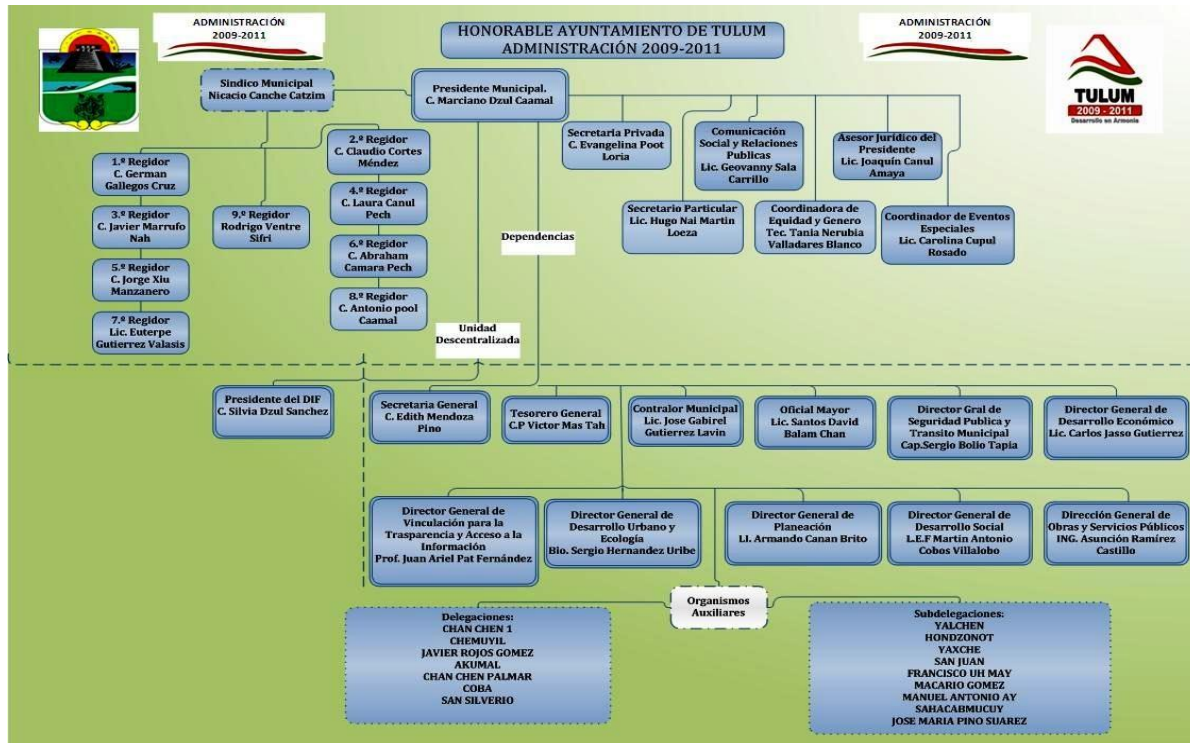 ADMINISTRACIÓN
2009-2011
HONORABLE AYUNTAMIENTO DE TULUM
ADMINISTRACIÓN 2009-2011
ADMINISTRACIÓN
2009-2011
TULUM
2009 - 2011
Desarrollo en Armonia
Sindico Municipal
Nicacio Canche Catzim
Presidente Municipal.
C. Marciano Dzul Caamal
1.º Regidor
C. German
Gallegos Cruz
3.º Regidor
C. Javier Marrufo
Nah
5.º Regidor
C. Jorge Xiu
Manzanero
7.º Regidor
Lic. Euterpe
Gutierrez Valasis
9.º Regidor
Rodrigo Ventre
Sifri
2.º Regidor
C. Claudio Cortes
Méndez
4.º Regidor
C. Laura Canul
Pech
6.º Regidor
C. Abraham
Camara Pech
8.º Regidor
C. Antonio pool
Caamal
Secretaria Privada
C. Evangelina Poot
Loria
Comunicación
Social y Relaciones
Publicas
Lic. Geovanny Sala
Carrillo
Asesor Jurídico del
Presidente
Lic. Joaquín Canul
Amaya
Secretario Particular
Lic. Hugo Nai Martin
Loeza
Coordinadora de
Equidad y Genero
Tec. Tania Nerubia
Valladares Blanco
Coordinador de Eventos
Especiales
Lic. Carolina Cupul
Rosado
Dependencias
Unidad
Descentralizada
Presidente del DIF
C. Silvia Dzul Sanchez
Secretaria General
C. Edith Mendoza
Pino
Tesorero General
C.P Victor Mas Tah
Contralor Municipal
Lic. Jose Gabirel
Gutierrez Lavin
Oficial Mayor
Lic. Santos David
Balam Chan
Director Gral de
Seguridad Publica y
Transito Municipal
Cap.Sergio Bolio Tapia
Director General de
Desarrollo Económico
Lic. Carlos Jasso Gutierrez
Director General de
Vinculación para la
Trasparencia y Acceso a la
Información
Prof. Juan Ariel Pat Fernández
Director General de
Desarrollo Urbano y
Ecología
Bio. Sergio Hernandez Uribe
Director General de
Planeación
LI. Armando Canan Brito
Director General de
Desarrollo Social
L.E.F Martin Antonio
Cobos Villalobo
Dirección General de
Obras y Servicios Públicos
ING. Asunción Ramírez
Castillo
Organismos
Auxiliares
Delegaciones:
CHAN CHEN 1
CHEMUYIL
JAVIER ROJOS GOMEZ
AKUMAL
CHAN CHEN PALMAR
COBA
SAN SILVERIO
Subdelegaciones:
YALCHEN
HONDZONOT
YAXCHE
SAN JUAN
FRANCISCO UH MAY
MACARIO GOMEZ
MANUEL ANTONIO AY
SAHACABMUCUY
JOSE MARIA PINO SUAREZ